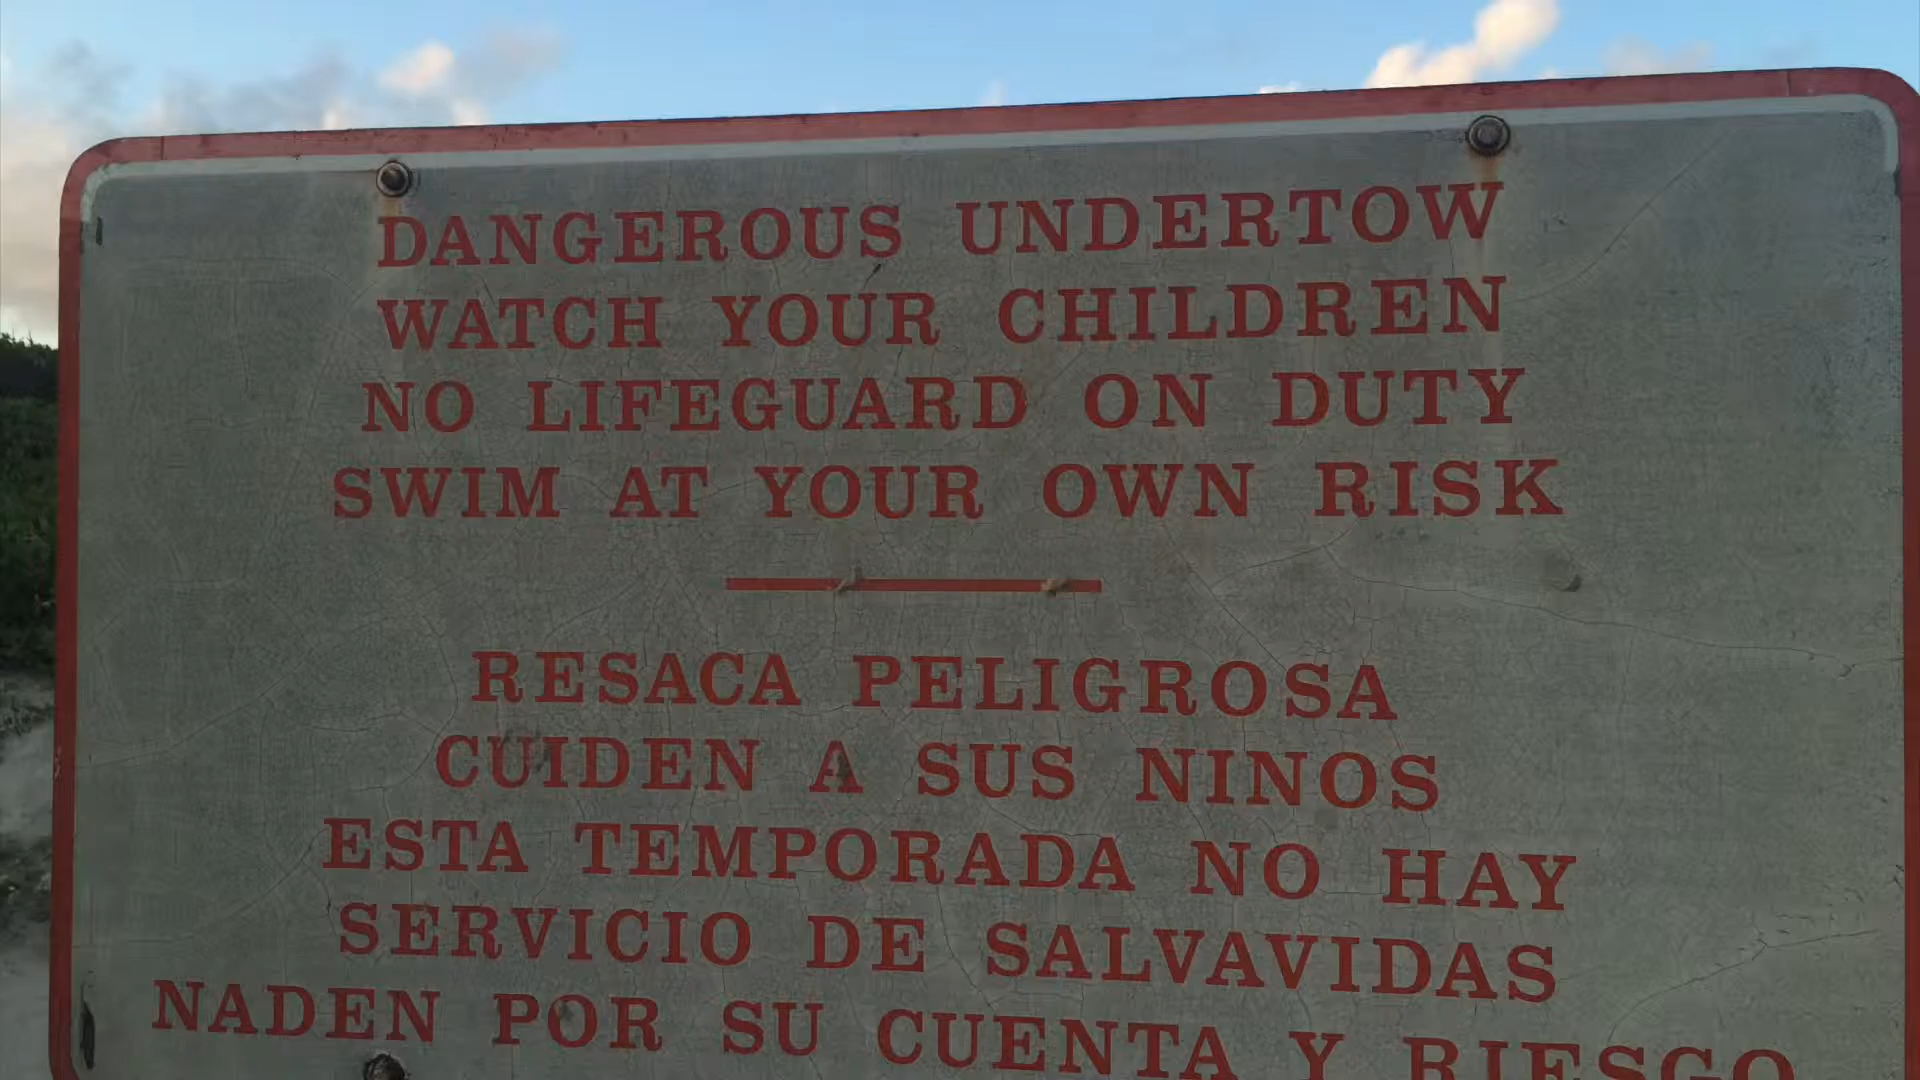 DANGEROUS UNDERTOW
WATCH YOUR CHILDREN
NO LIFEGUARD ON DUTY
SWIM AT YOUR OWN RISK
RESACA PELIGROSA
CUIDEN A SUS NINOS
ESTA TEMPORADA NO HAY
SERVICIO DE SALVAVIDAS
NADEN POR SU CUENTA Y RIESGO